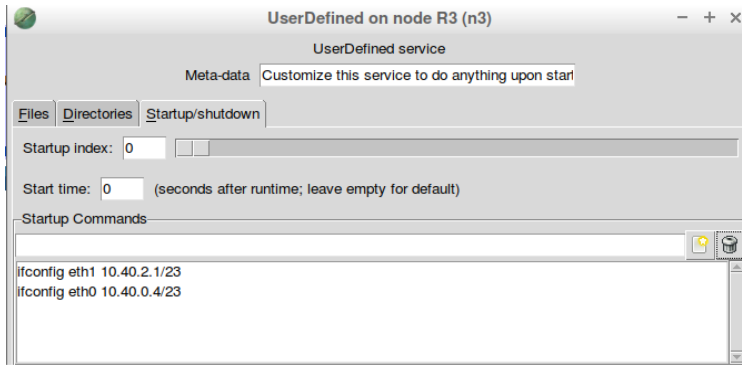 UserDefined on node R3 (n3)
UserDefined service
Meta-data Customize this service to do anything upon start
Files Directories Startup/shutdown
Startup index: 0
Start time: 0 (seconds after runtime; leave empty for default)
Startup Commands
ifconfig eth1 10.40.2.1/23
ifconfig eth0 10.40.0.4/23